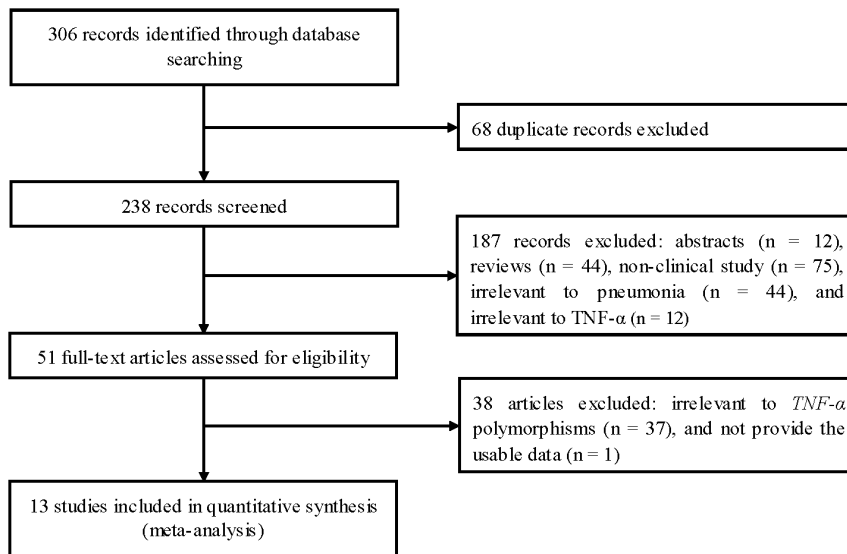 306 records identified through database
searching
68 duplicate records excluded
238 records screened
187 records excluded: abstracts (n = 12),
reviews (n = 44), non-clinical study (n = 75),
irrelevant to pneumonia (n = 44), and
irrelevant to TNF-α (n = 12)
51 full-text articles assessed for eligibility
38 articles excluded: irrelevant to TNF-α
polymorphisms (n = 37), and not provide the
usable data (n = 1)
13 studies included in quantitative synthesis
(meta-analysis)